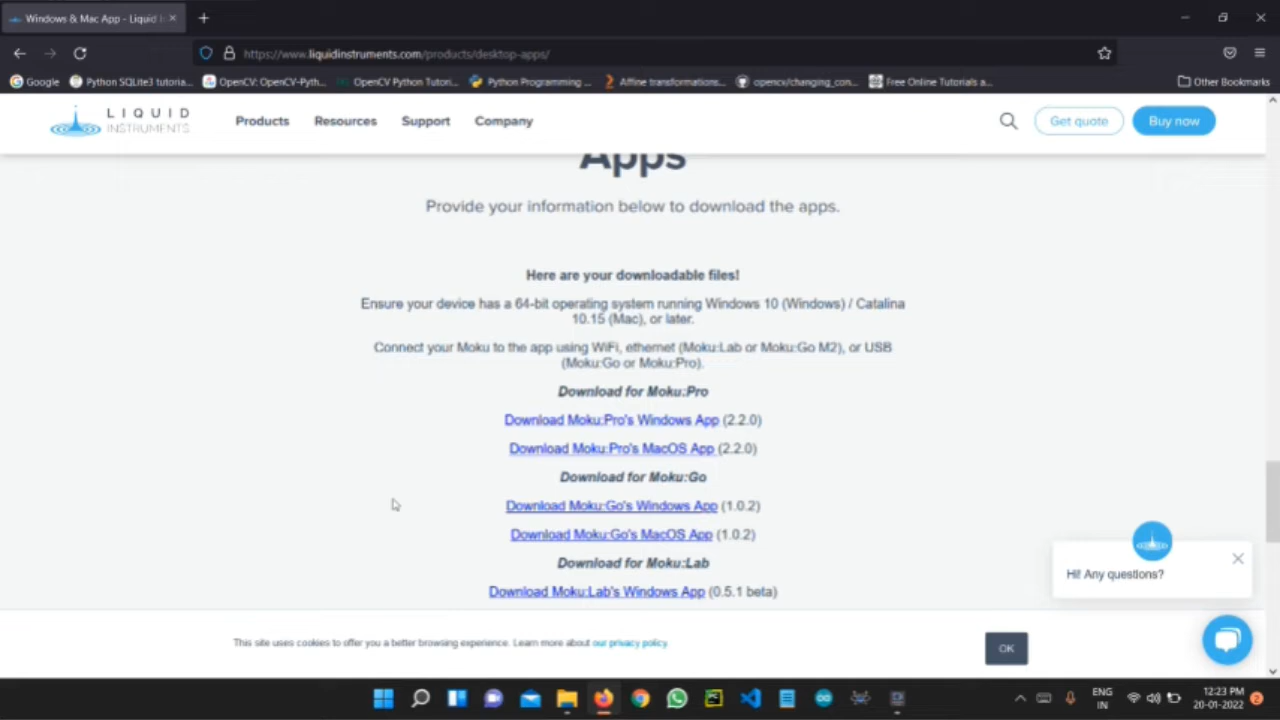 Windows & Mac App - Liquid I
https://www.liquidinstruments.com/products/desktop-apps/
Google
Python SQLite3 tutoria...
OpenCV: OpenCV-Pyth...
OpenCV Python Tutori...
Python Programming ...
Affine transformations...
opencv/changing_con...
Free Online Tutorials a...
Other Bookmarks
LIQUID
INSTRUMENTS
Products
Resources
Support
Company
Get quote
Buy now
Apps
Provide your information below to download the apps.
Here are your downloadable files!
Ensure your device has a 64-bit operating system running Windows 10 (Windows) / Catalina
10.15 (Mac), or later.
Connect your Moku to the app using WiFi, ethernet (Moku:Lab or Moku:Go M2), or USB
(Moku:Go or Moku:Pro).
Download for Moku:Pro
Download Moku:Pro's Windows App (2.2.0)
Download Moku:Pro's MacOS App (2.2.0)
Download for Moku:Go
Download Moku:Go's Windows App (1.0.2)
Download Moku:Go's MacOS App (1.0.2)
Download for Moku:Lab
Download Moku:Lab's Windows App (0.5.1 beta)
Hi! Any questions?
This site uses cookies to offer you a better browsing experience. Learn more about our privacy policy.
OK
ENG
IN
12:23 PM
20-01-2022
2